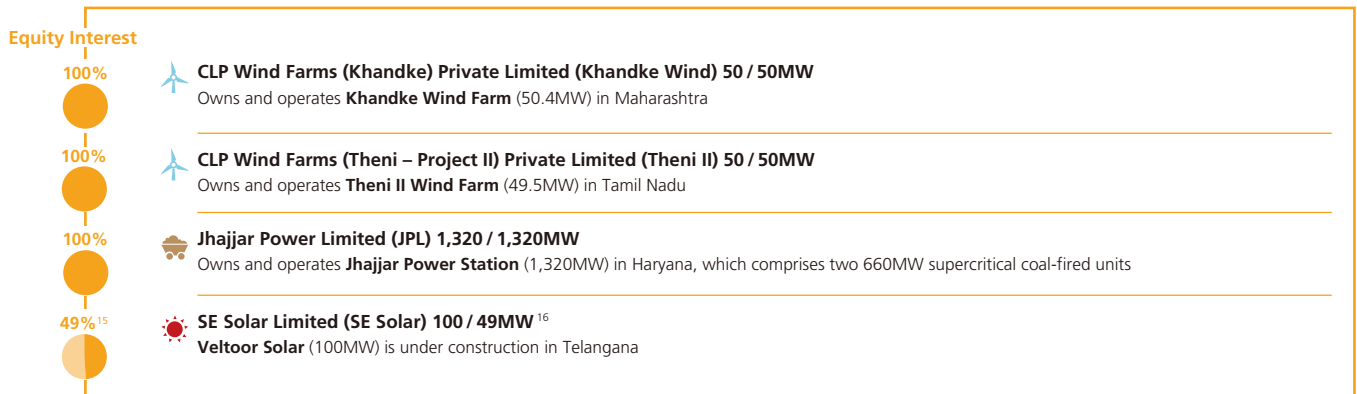 Equity Interest
100%
CLP Wind Farms (Khandke) Private Limited (Khandke Wind) 50 / 50MW
Owns and operates Khandke Wind Farm (50.4MW) in Maharashtra
100%
CLP Wind Farms (Theni – Project II) Private Limited (Theni II) 50 / 50MW
Owns and operates Theni II Wind Farm (49.5MW) in Tamil Nadu
100%
Jhajjar Power Limited (JPL) 1,320 / 1,320MW
Owns and operates Jhajjar Power Station (1,320MW) in Haryana, which comprises two 660MW supercritical coal-fired units
49% 15
SE Solar Limited (SE Solar) 100 / 49MW 16
Veltoor Solar (100MW) is under construction in Telangana